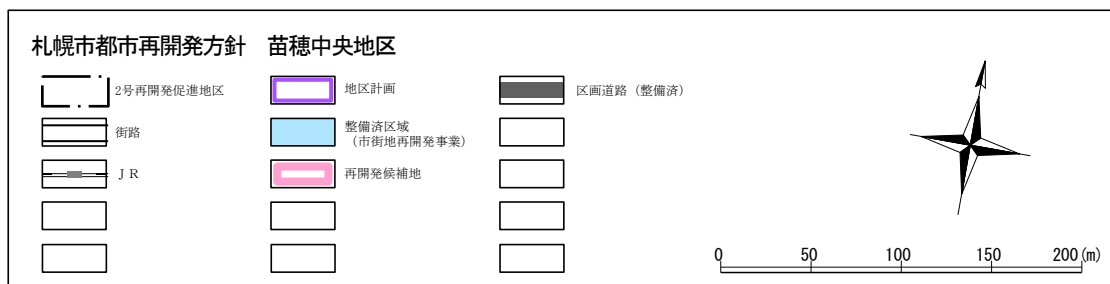 札幌市都市再開発方針　苗穂中央地区
2号再開発促進地区
街路
ＪＲ
地区計画
整備済区域
（市街地再開発事業）
再開発候補地
区画道路（整備済）
0 50 100 150 200(m)